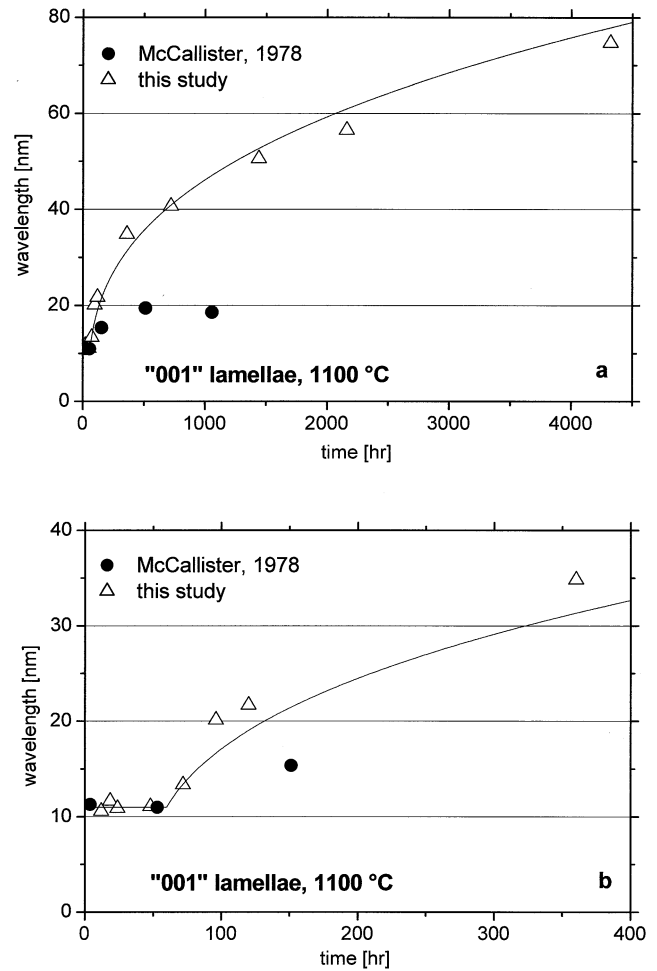 80
60
40
20
0
wavelength [nm]
McCallister, 1978
this study
"001" lamellae, 1100 °C
a
0 1000 2000 3000 4000
time [hr]
40
30
20
10
0
wavelength [nm]
McCallister, 1978
this study
"001" lamellae, 1100 °C
b
0 100 200 300 400
time [hr]